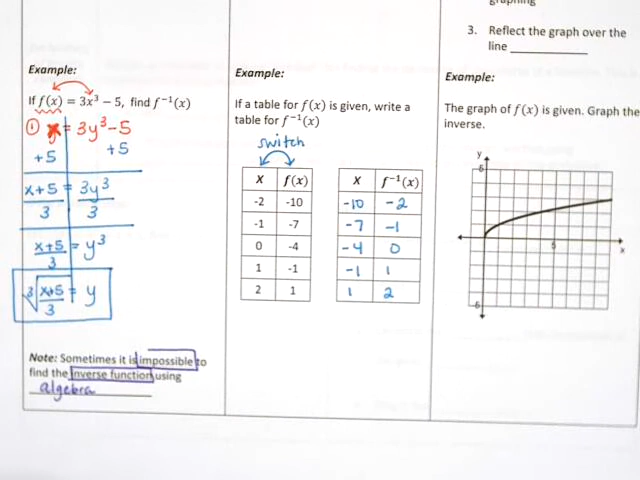 graphing
3. Reflect the graph over the
line
Example:
If f(x) = 3x³ − 5, find f⁻¹(x)
① y = 3y³ − 5
+5 +5
x+5 = 3y³
3 3
x+5 = y³
3
³√x+5 = y
3
Note: Sometimes it is impossible to
find the inverse function using
algebra
Example:
If a table for f(x) is given, write a
table for f⁻¹(x)
switch
X f(x)
-2 -10
-1 -7
0 -4
1 -1
2 1
X f⁻¹(x)
-10 -2
-7 -1
-4 0
-1 1
1 2
Example:
The graph of f(x) is given. Graph the
inverse.
y
5
5
x
-5